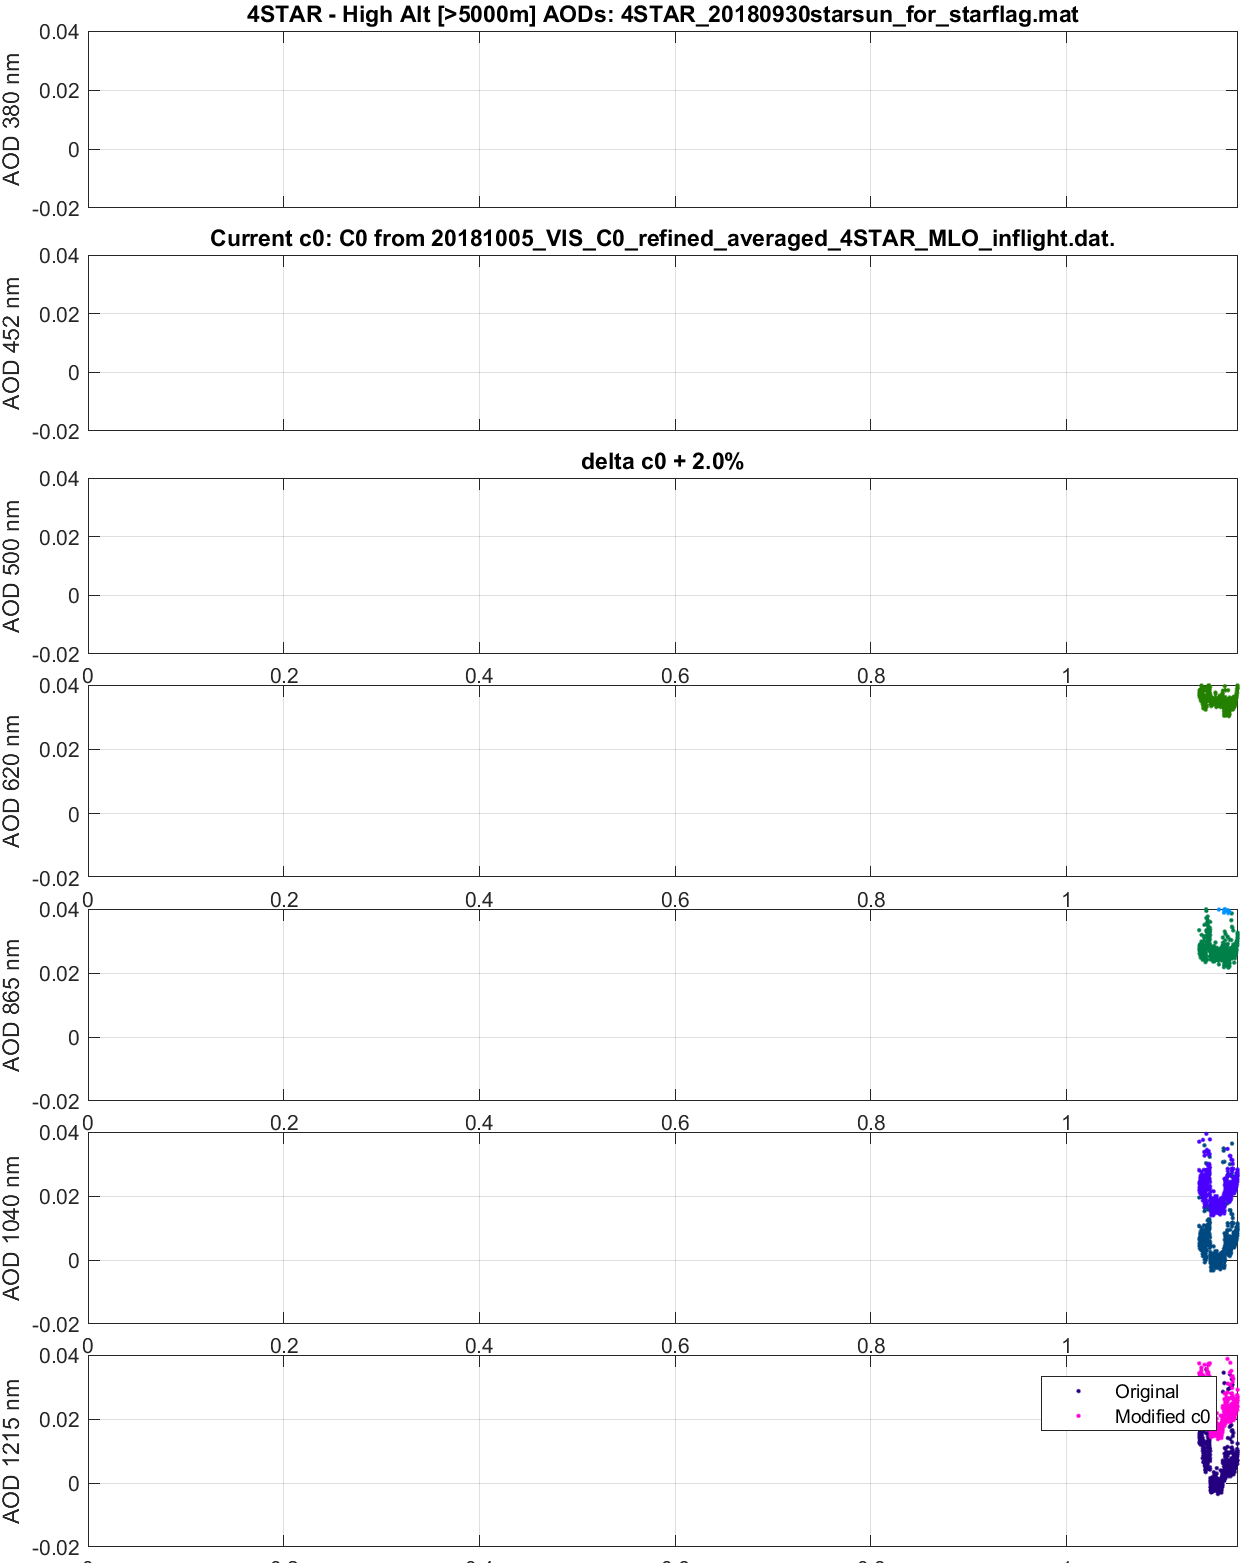 4STAR - High Alt [>5000m] AODs: 4STAR_20180930starsun_for_starflag.mat
0.04
0.02
0
-0.02
AOD 380 nm
Current c0: C0 from 20181005_VIS_C0_refined_averaged_4STAR_MLO_inflight.dat.
0.04
0.02
0
-0.02
AOD 452 nm
delta c0 + 2.0%
0.04
0.02
0
-0.02
AOD 500 nm
0 0.2 0.4 0.6 0.8 1
0.04
0.02
0
-0.02
AOD 620 nm
0 0.2 0.4 0.6 0.8 1
0.04
0.02
0
-0.02
AOD 865 nm
0 0.2 0.4 0.6 0.8 1
0.04
0.02
0
-0.02
AOD 1040 nm
0 0.2 0.4 0.6 0.8 1
0.04
0.02
0
-0.02
AOD 1215 nm
Original
Modified c0